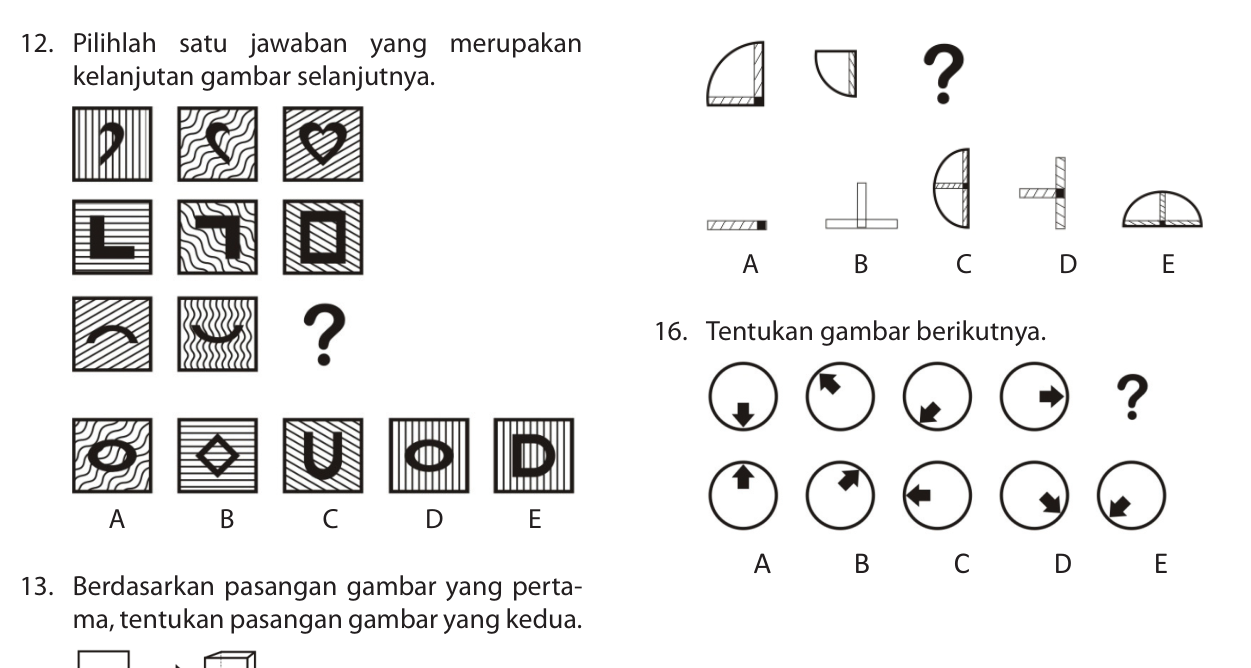 12. Pilihlah satu jawaban yang merupakan
kelanjutan gambar selanjutnya.
?
A B C D E
13. Berdasarkan pasangan gambar yang perta-
ma, tentukan pasangan gambar yang kedua.
?
A B C D E
16. Tentukan gambar berikutnya.
?
A B C D E